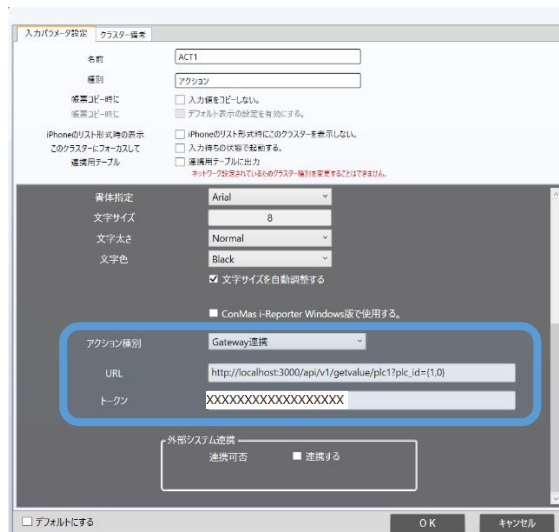 入力パラメータ設定 クラスター備考
名前 ACT1
種別 アクション
帳票コピー時に 入力値をコピーしない。
帳票コピー時に デフォルト表示の設定を有効にする。
iPhoneのリスト形式時の表示 iPhoneのリスト形式時にこのクラスターを表示しない。
このクラスターにフォーカスして 入力待ちの状態で起動する。
連携用テーブル 連携用テーブルに出力
ネットワーク設定されているためクラスター種別を変更することはできません。
書体指定 Arial
文字サイズ 8
文字太さ Normal
文字色 Black
文字サイズを自動調整する
ConMas i-Reporter Windows版で使用する。
アクション種別 Gateway連携
URL http://localhost:3000/api/v1/getvalue/plc1?plc_id={1,0}
トークン XXXXXXXXXXXXXXXXXX
外部システム連携
連携可否 連携する
デフォルトにする OK キャンセル